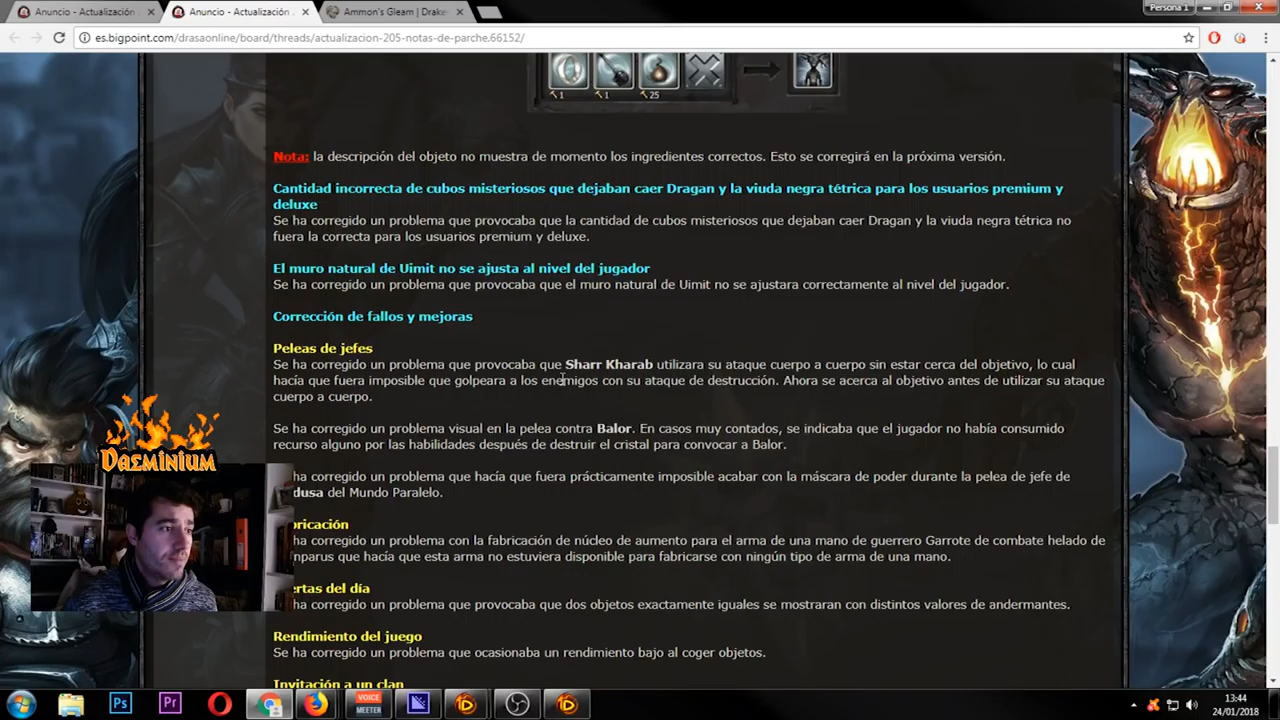 Anuncio - Actualización
Anuncio - Actualización
Ammon's Gleam | Drake
Persona 1
es.bigpoint.com/drasaonline/board/threads/actualizacion-205-notas-de-parche.66152/
1 1 25
Nota: la descripción del objeto no muestra de momento los ingredientes correctos. Esto se corregirá en la próxima versión.
Cantidad incorrecta de cubos misteriosos que dejaban caer Dragan y la viuda negra tétrica para los usuarios premium y
deluxe
Se ha corregido un problema que provocaba que la cantidad de cubos misteriosos que dejaban caer Dragan y la viuda negra tétrica no
fuera la correcta para los usuarios premium y deluxe.
El muro natural de Uimit no se ajusta al nivel del jugador
Se ha corregido un problema que provocaba que el muro natural de Uimit no se ajustara correctamente al nivel del jugador.
Corrección de fallos y mejoras
Peleas de jefes
Se ha corregido un problema que provocaba que Sharr Kharab utilizara su ataque cuerpo a cuerpo sin estar cerca del objetivo, lo cual
hacía que fuera imposible que golpeara a los enemigos con su ataque de destrucción. Ahora se acerca al objetivo antes de utilizar su ataque
cuerpo a cuerpo.
Se ha corregido un problema visual en la pelea contra Balor. En casos muy contados, se indicaba que el jugador no había consumido
recurso alguno por las habilidades después de destruir el cristal para convocar a Balor.
ha corregido un problema que hacía que fuera prácticamente imposible acabar con la máscara de poder durante la pelea de jefe de
dusa del Mundo Paralelo.
bricación
ha corregido un problema con la fabricación de núcleo de aumento para el arma de una mano de guerrero Garrote de combate helado de
nparus que hacía que esta arma no estuviera disponible para fabricarse con ningún tipo de arma de una mano.
ertas del día
ha corregido un problema que provocaba que dos objetos exactamente iguales se mostraran con distintos valores de andermantes.
Rendimiento del juego
Se ha corregido un problema que ocasionaba un rendimiento bajo al coger objetos.
Invitación a un clan
DAEMINIUM
Ps
Pr
VOICE
MEETER
13:44
24/01/2018